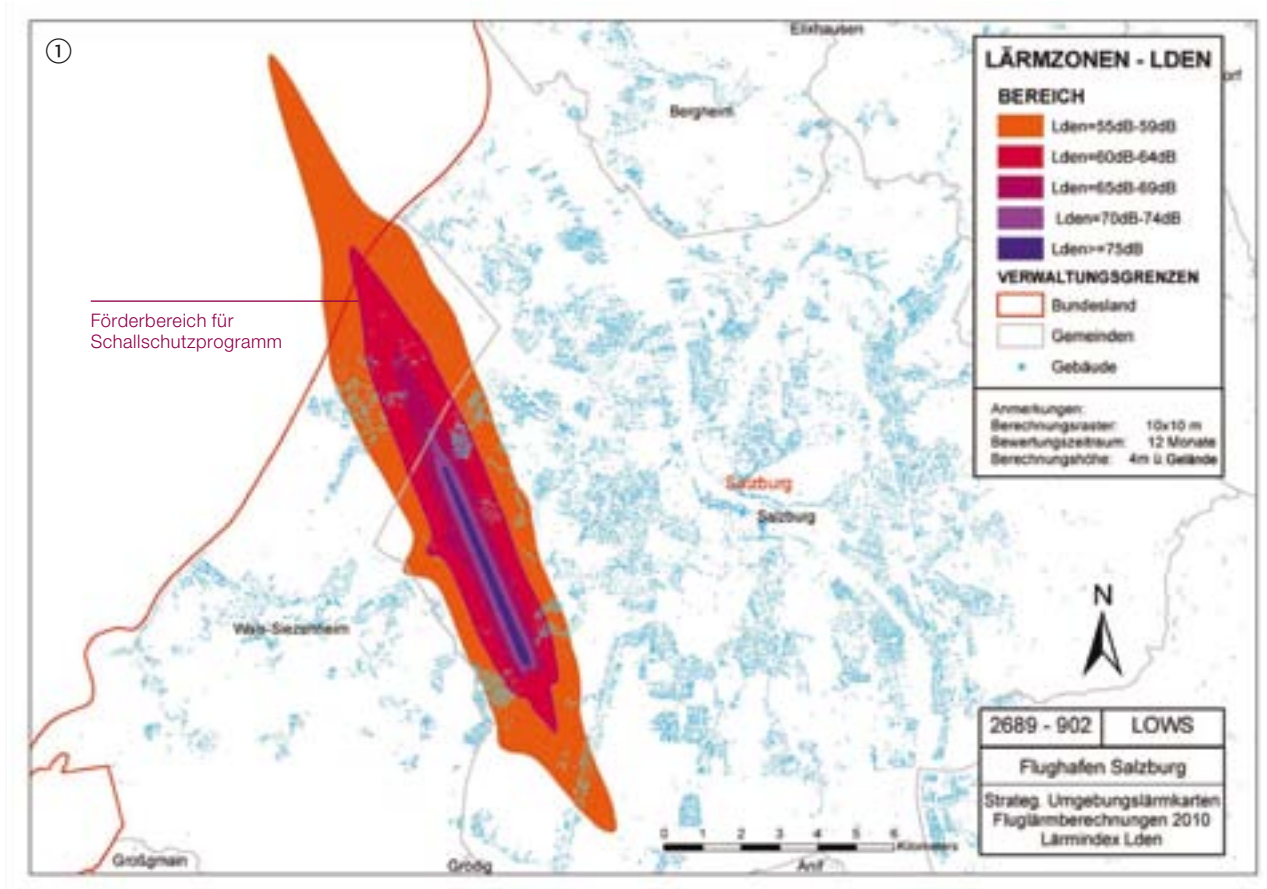 ①
Elixhausen
Bergheim
orf
Förderbereich für
Schallschutzprogramm
Salzburg
Salzburg
Wals-Siezenheim
Großgmain
Grödig
Anif
LÄRMZONEN - LDEN
BEREICH
Lden=55dB-59dB
Lden=60dB-64dB
Lden=65dB-69dB
Lden=70dB-74dB
Lden>=75dB
VERWALTUNGSGRENZEN
Bundesland
Gemeinden
Gebäude
Anmerkungen:
Berechnungsraster: 10x10 m
Bewertungszeitraum: 12 Monate
Berechnungshöhe: 4m ü. Gelände
N
0 1 2 3 4 5 6
Kilometers
2689 - 902 LOWS
Flughafen Salzburg
Strateg. Umgebungslärmkarten
Fluglärmberechnungen 2010
Lärmindex Lden